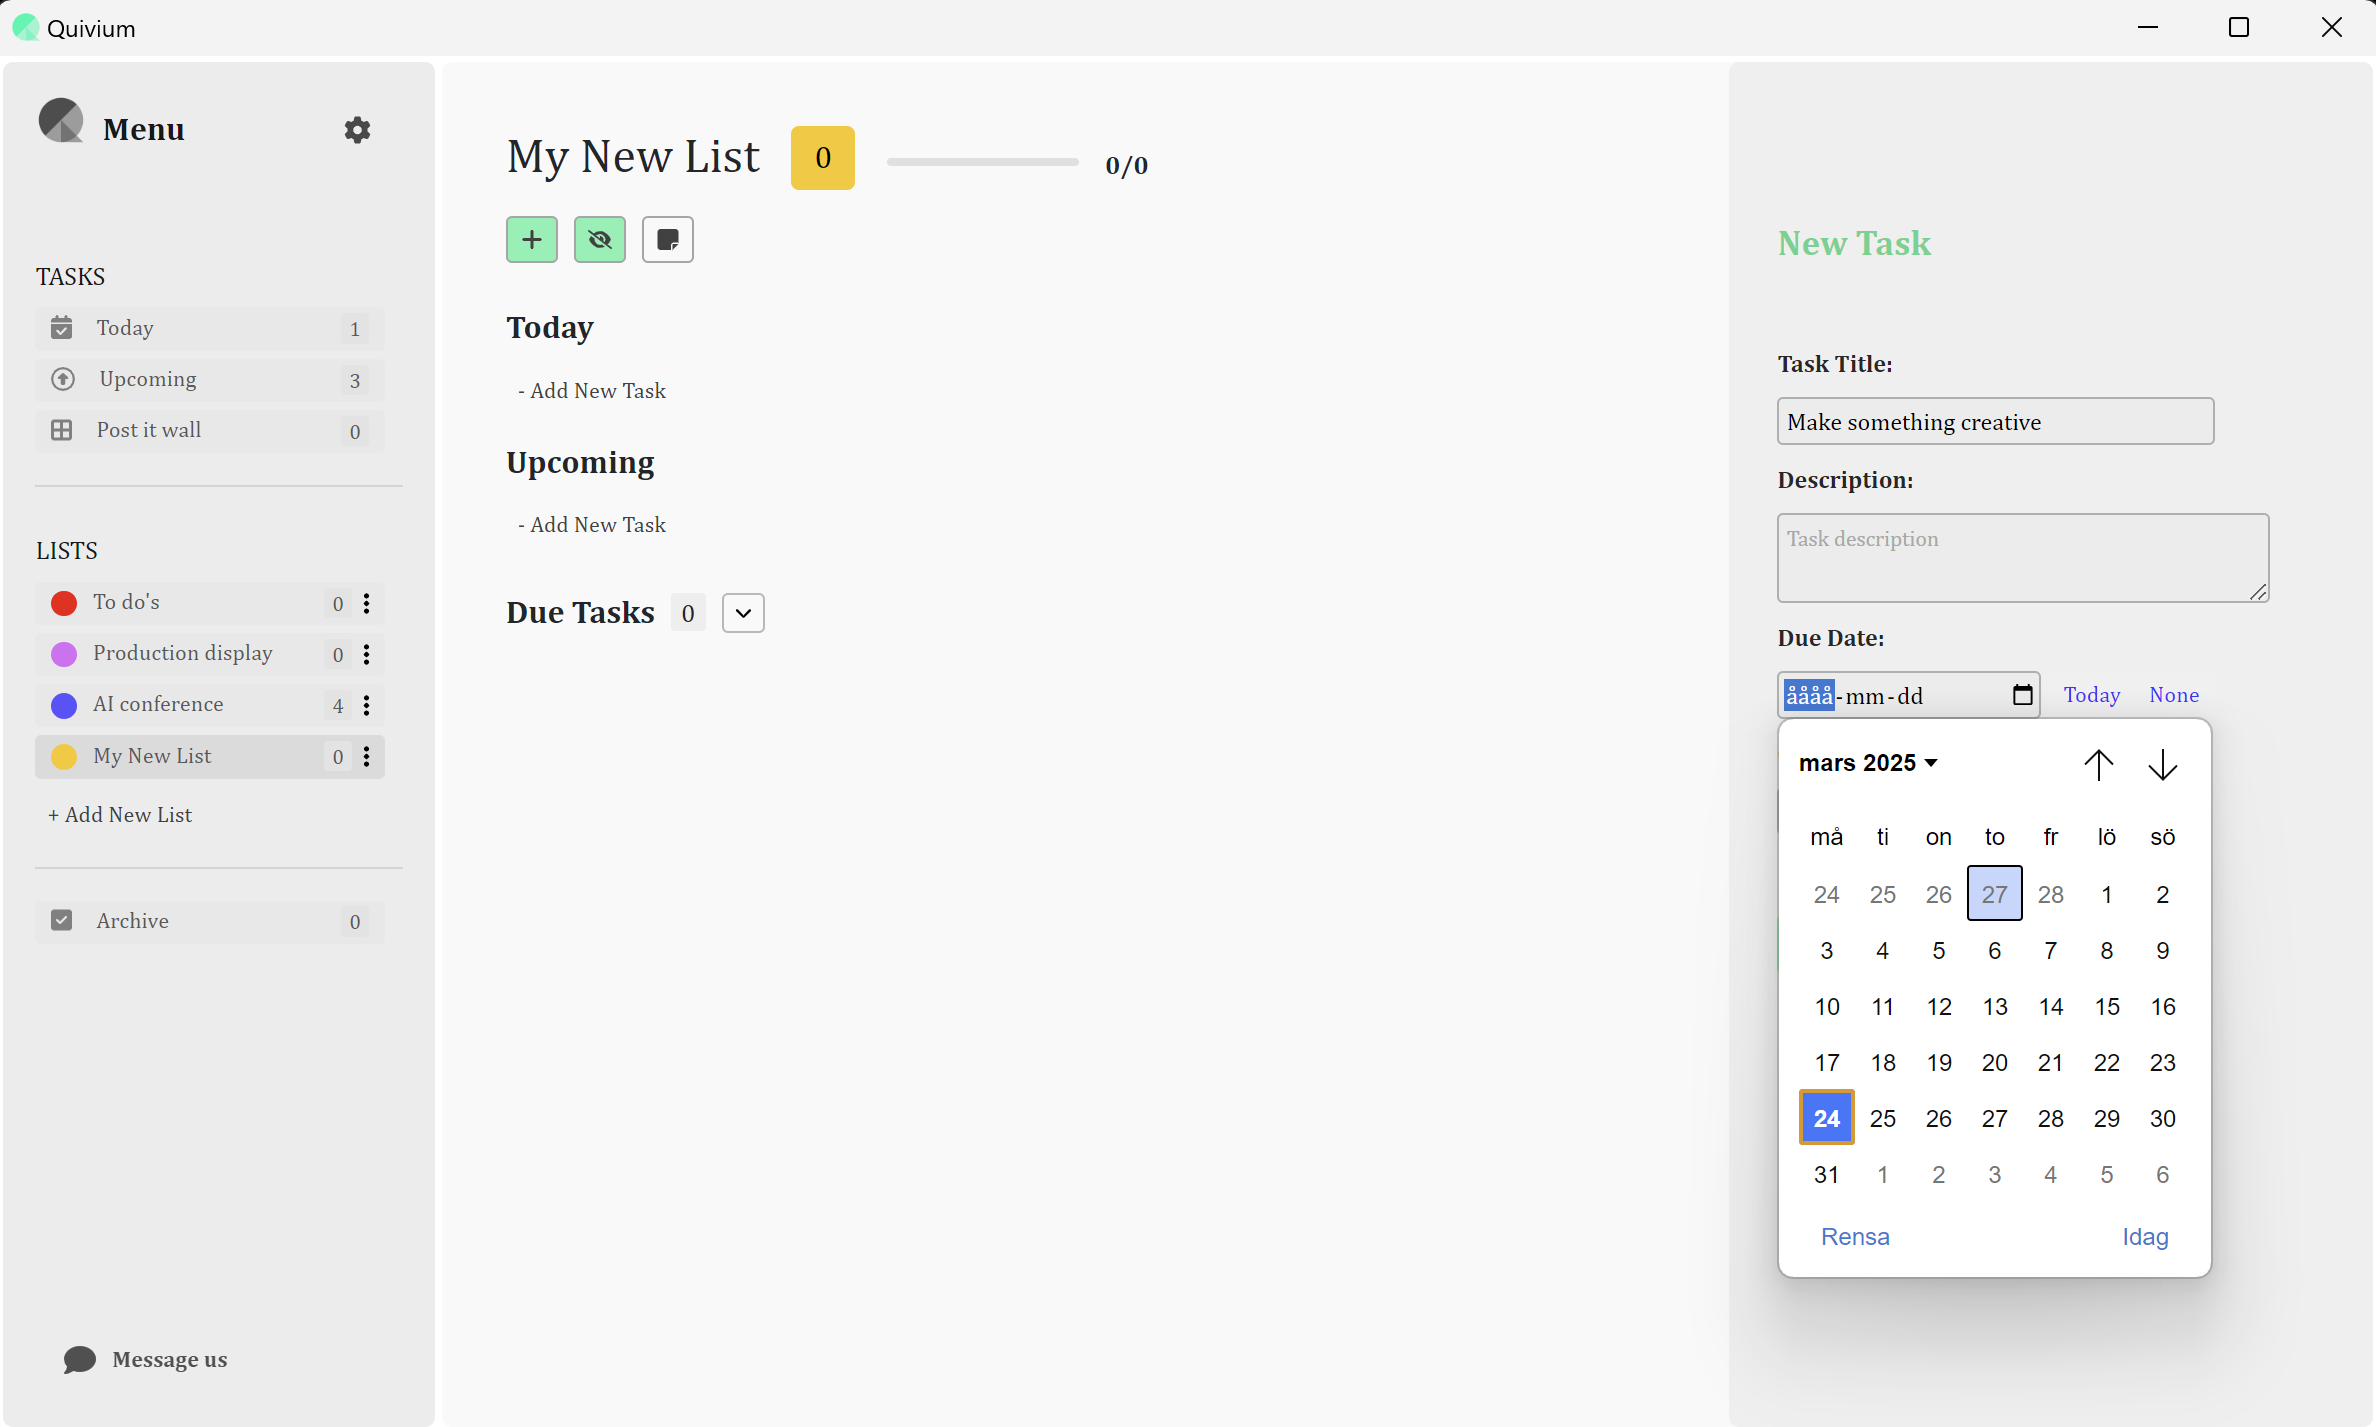 Quivium
Menu
TASKS
Today 1
Upcoming 3
Post it wall 0
LISTS
To do's 0
Production display 0
AI conference 4
My New List 0
+ Add New List
Archive 0
Message us
My New List 0 0/0
Today
- Add New Task
Upcoming
- Add New Task
Due Tasks 0
New Task
Task Title:
Make something creative
Description:
Task description
Due Date:
åååå-mm-dd Today None
mars 2025
må ti on to fr lö sö
24 25 26 27 28 1 2
3 4 5 6 7 8 9
10 11 12 13 14 15 16
17 18 19 20 21 22 23
24 25 26 27 28 29 30
31 1 2 3 4 5 6
Rensa Idag